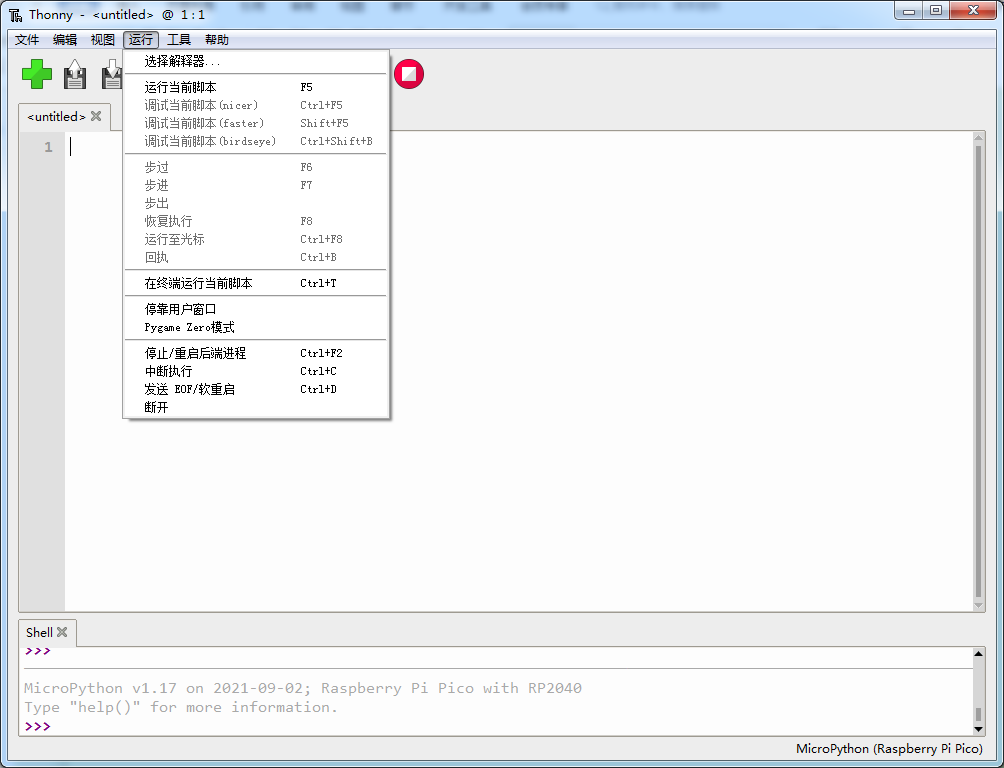 Thonny - <untitled> @ 1:1
文件 编辑 视图 运行 工具 帮助
选择解释器...
运行当前脚本 F5
调试当前脚本(nicer) Ctrl+F5
调试当前脚本(faster) Shift+F5
调试当前脚本(birdseye) Ctrl+Shift+B
步过 F6
步进 F7
步出
恢复执行 F8
运行至光标 Ctrl+F8
回执 Ctrl+B
在终端运行当前脚本 Ctrl+T
停靠用户窗口
Pygame Zero模式
停止/重启后端进程 Ctrl+F2
中断执行 Ctrl+C
发送 EOF/软重启 Ctrl+D
断开
<untitled>
1
Shell
>>>
MicroPython v1.17 on 2021-09-02; Raspberry Pi Pico with RP2040
Type "help()" for more information.
>>>
MicroPython (Raspberry Pi Pico)